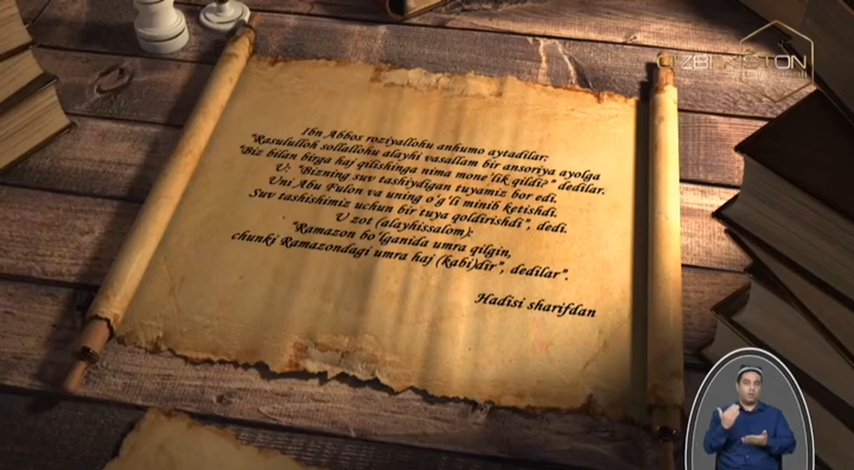 Ibn Abbos roziyallohu anhumo aytadilar:
"Rasululloh sollallohu alayhi vasallam bir ansoriya ayolga
"Biz bilan birga haj qilishinga nima mone'lik qildi?" dedilar.
U: "Bizning suv tashiydigan tuyamiz bor edi.
Uni Abu Fulon va uning o'g'li minib ketishdi.
Suv tashishimiz uchun bir tuya qoldirishdi", dedi.
U zot (alayhissalom):
"Ramazon bo'lganida umra qilgin,
chunki Ramazondagi umra haj (kabi)dir", dedilar".
Hadisi sharifdan
O'ZBEKISTON